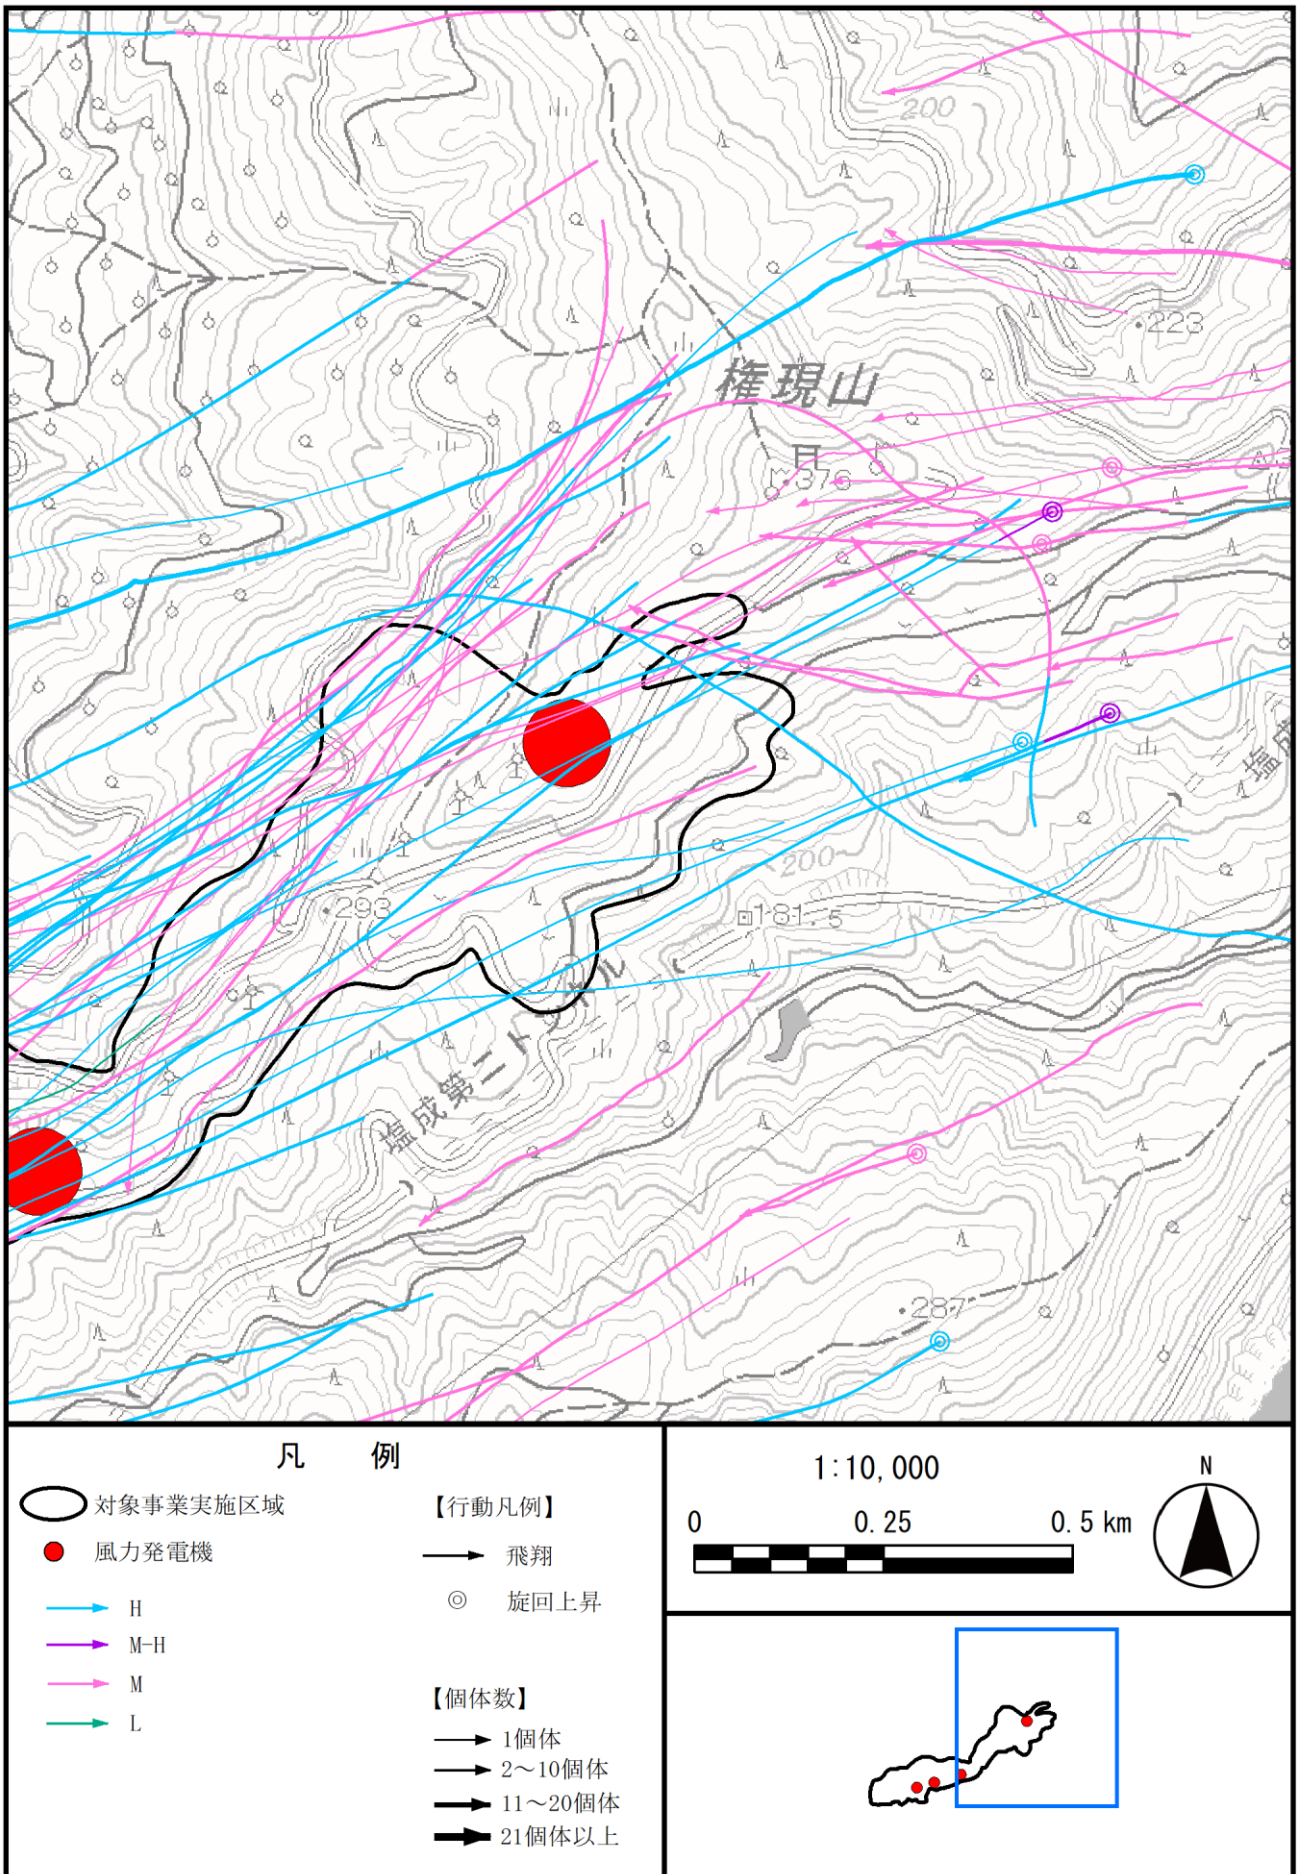 200
・223
権現山
・376
・293
200
181.5
塩成
塩成第二トンネル
・287
凡 例
対象事業実施区域
風力発電機
H
M-H
M
L
【行動凡例】
飛翔
旋回上昇
【個体数】
1個体
2～10個体
11～20個体
21個体以上
1:10,000
0 0.25 0.5 km
N